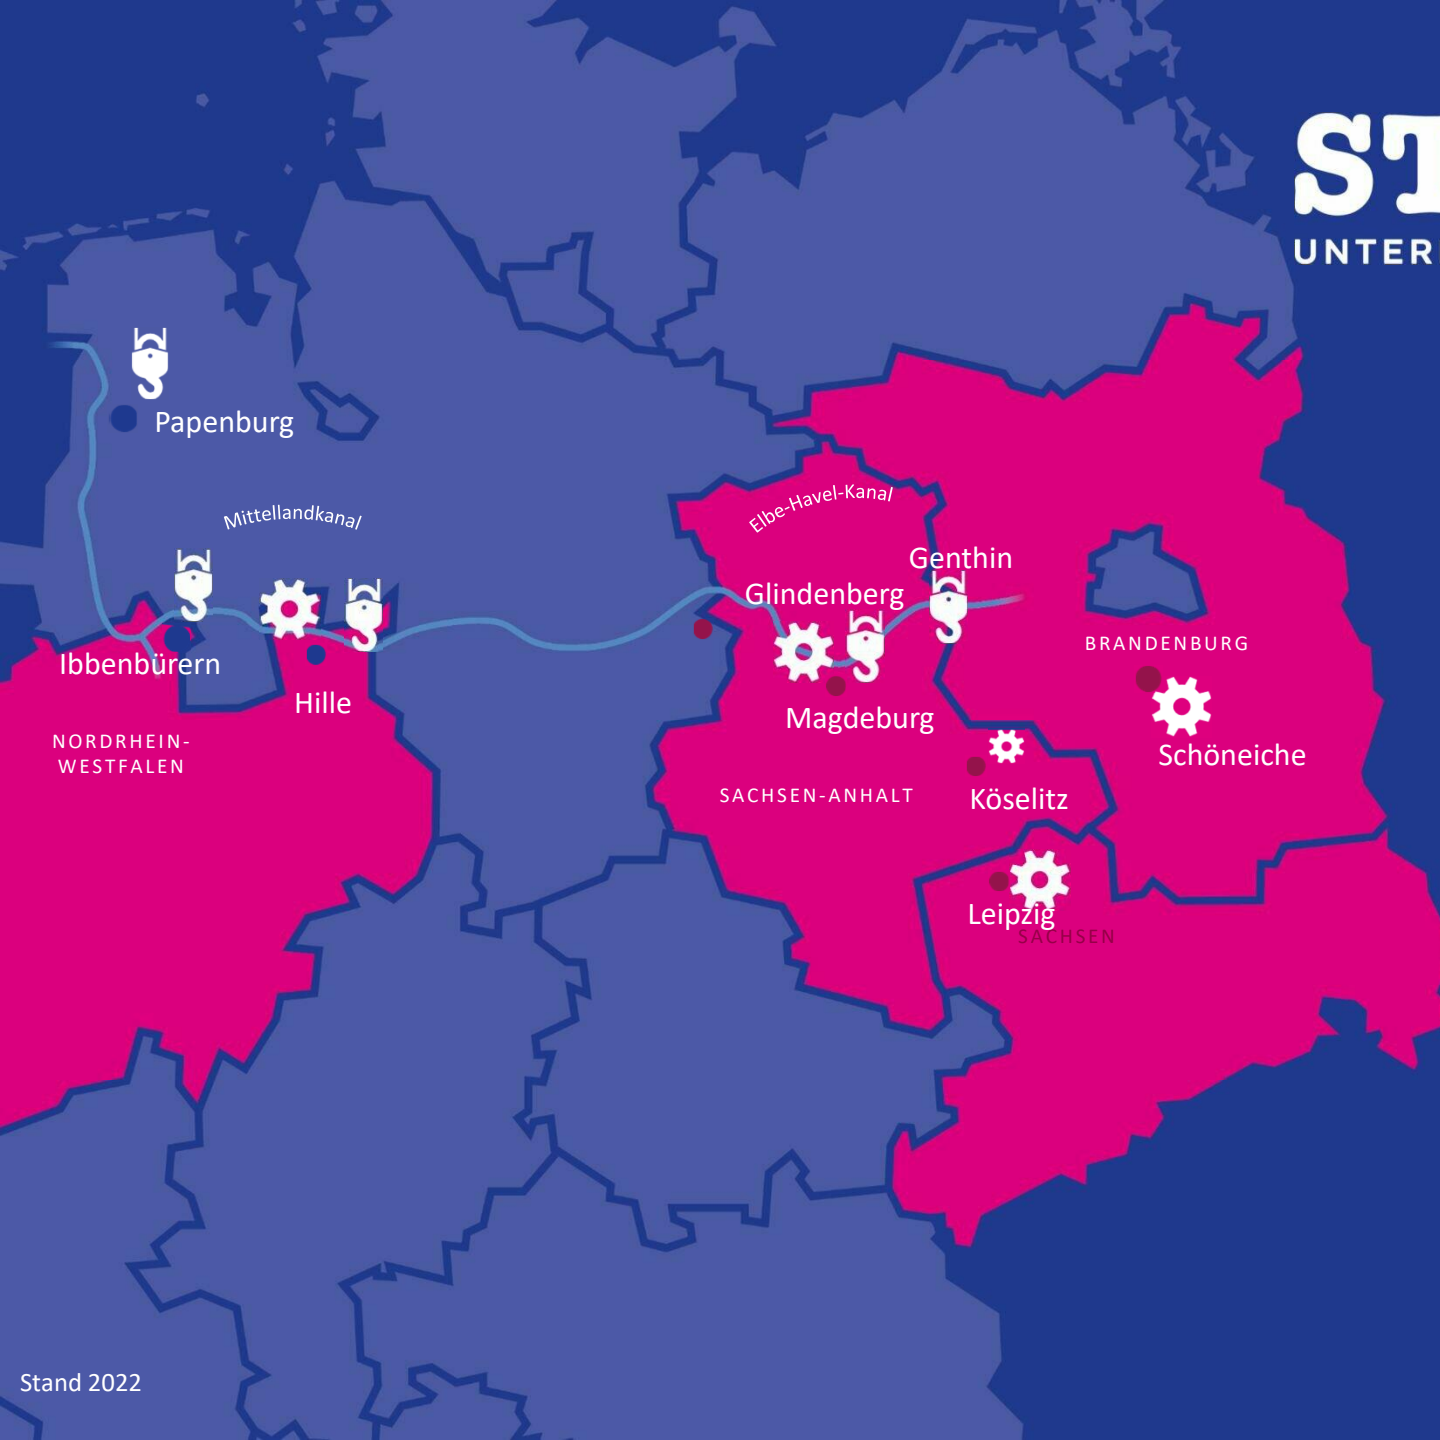 ST
UNTER
Papenburg
Mittellandkanal
Elbe-Havel-Kanal
Genthin
Glindenberg
BRANDENBURG
Ibbenbürern
Hille
Magdeburg
NORDRHEIN-
WESTFALEN
Schöneiche
SACHSEN-ANHALT
Köselitz
Leipzig
SACHSEN
Stand 2022